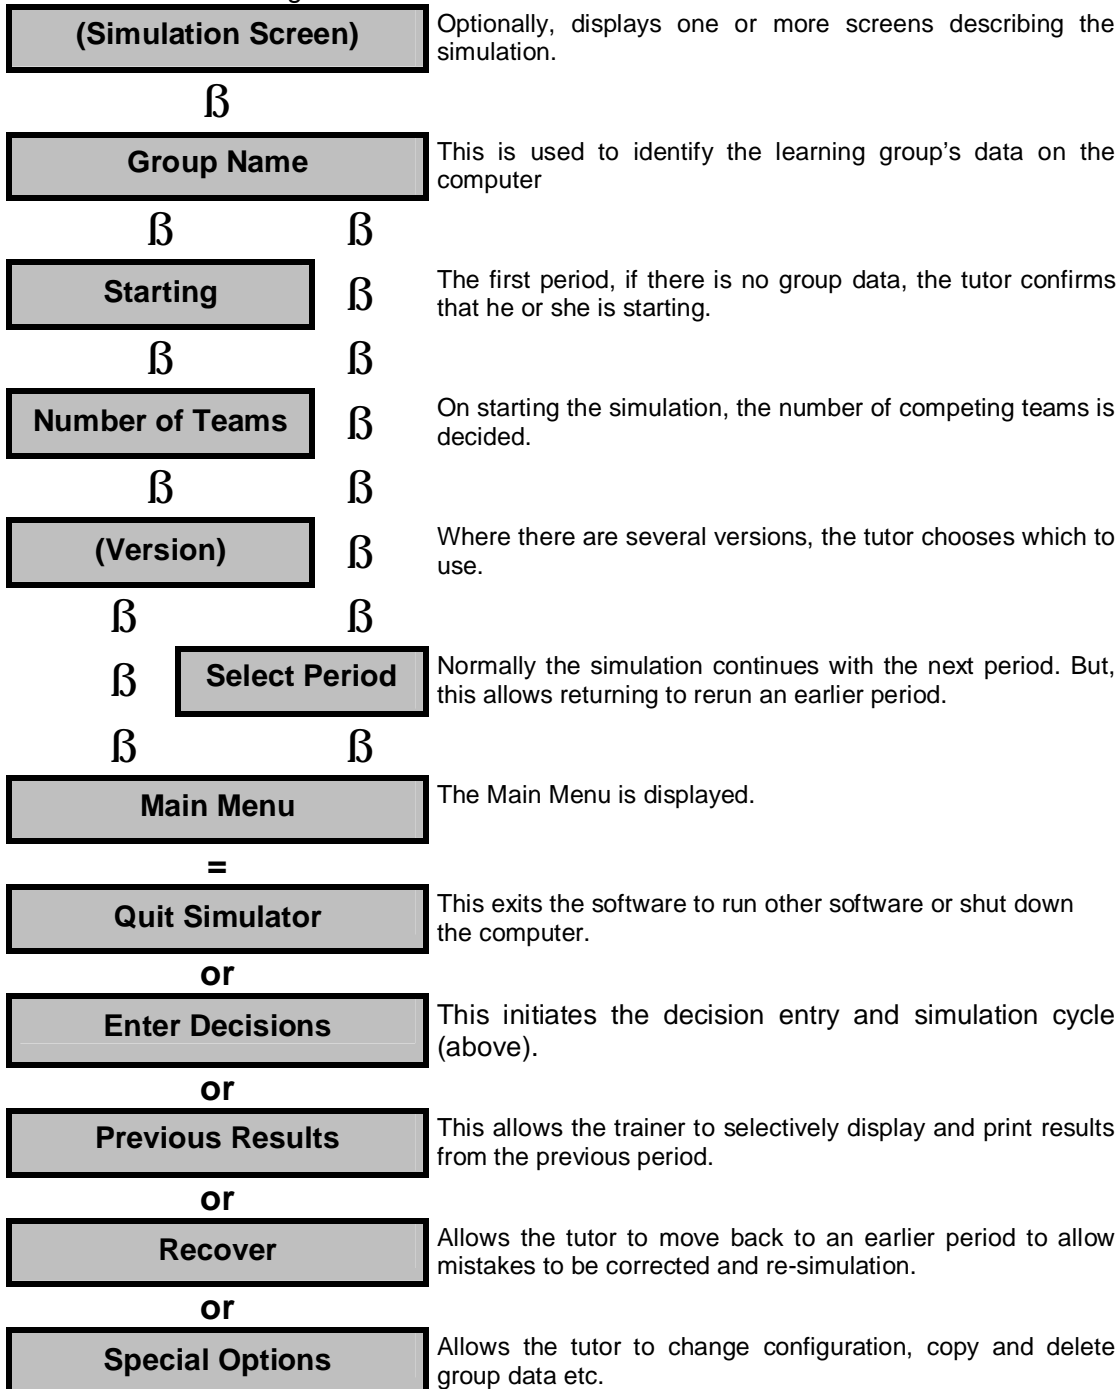 (Simulation Screen)
Optionally, displays one or more screens describing the
simulation.
ß
Group Name
This is used to identify the learning group’s data on the
computer
ß ß
Starting
ß
The first period, if there is no group data, the tutor confirms
that he or she is starting.
ß ß
Number of Teams
ß
On starting the simulation, the number of competing teams is
decided.
ß ß
(Version)
ß
Where there are several versions, the tutor chooses which to
use.
ß ß
ß
Select Period
Normally the simulation continues with the next period. But,
this allows returning to rerun an earlier period.
ß ß
Main Menu
The Main Menu is displayed.
=
Quit Simulator
This exits the software to run other software or shut down
the computer.
or
Enter Decisions
This initiates the decision entry and simulation cycle
(above).
or
Previous Results
This allows the trainer to selectively display and print results
from the previous period.
or
Recover
Allows the tutor to move back to an earlier period to allow
mistakes to be corrected and re-simulation.
or
Special Options
Allows the tutor to change configuration, copy and delete
group data etc.